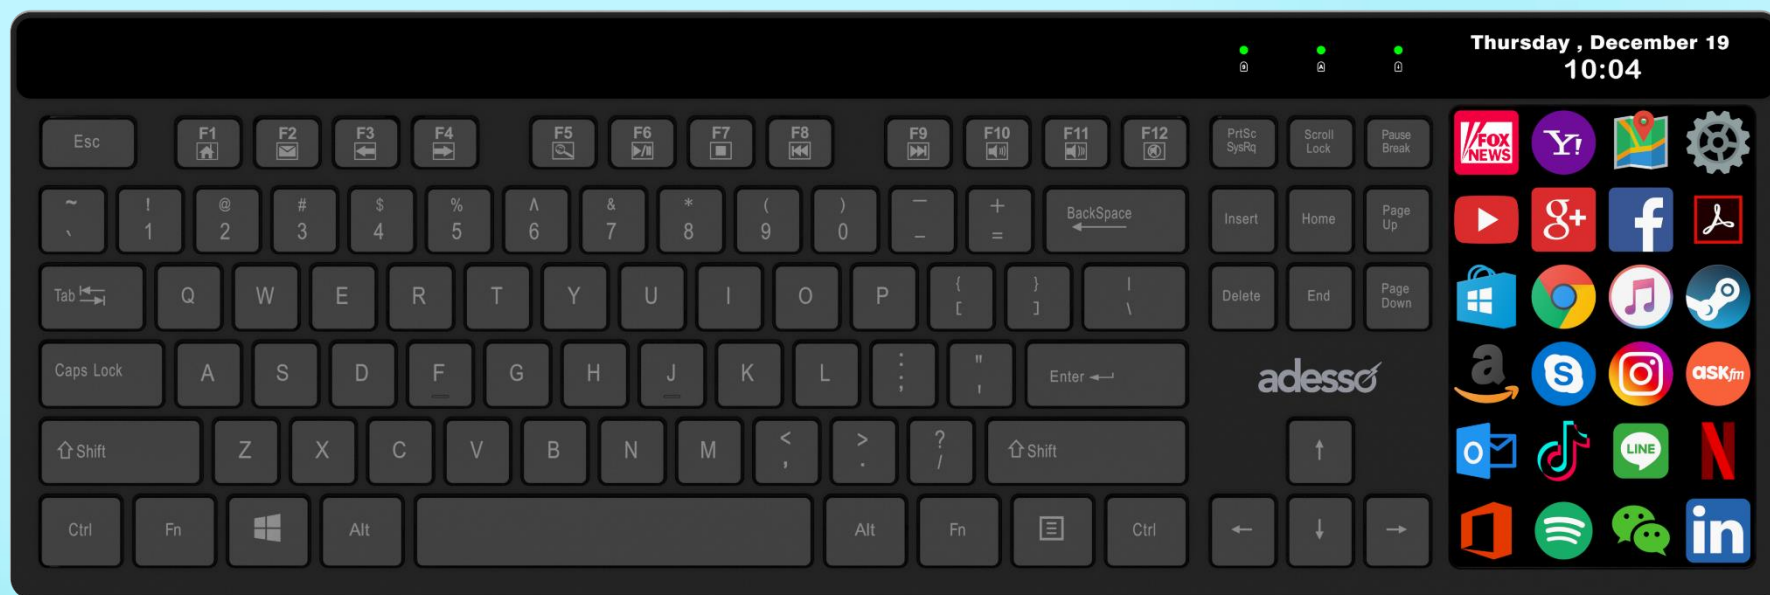 Thursday , December 19
10:04
Esc F1 F2 F3 F4 F5 F6 F7 F8 F9 F10 F11 F12 PrtSc SysRq Scroll Lock Pause Break
FOX NEWS Y!
~ ! @ # $ % ^ & * ( ) — +
` 1 2 3 4 5 6 7 8 9 0 – = BackSpace Insert Home Page Up
g+ f
Tab Q W E R T Y U I O P { [ } ] | \ Delete End Page Down
Caps Lock A S D F G H J K L : ; " , Enter
adessо
a S ASKfm
Shift Z X C V B N M < , > . ? / Shift
O LINE N
Ctrl Fn Alt Alt Fn Ctrl
in